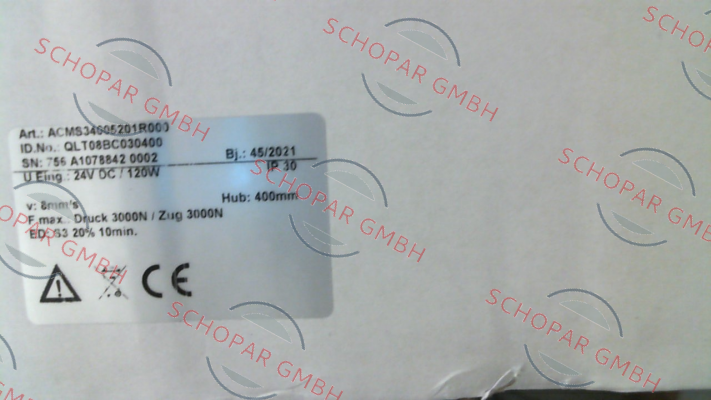 SCHOPAR GMBH
SCHOPAR GMBH
SCHOPAR
Art.: ACMS34605201R000
ID.No.: QLT08BC030400
SN: 756 A1078842 0002
Bj.: 45/2021
U Eing.: 24V DC / 120W
IP 30
v: 8mm's
Hub: 400mm
F.max. Druck 3000N / Zug 3000N
ED: S3 20% 10min.
CE
SCHOPAR GMBH
SCHOPAR GMBH
SCHOPAR
SCHOPAR GMBH
SCHOPAR GMBH